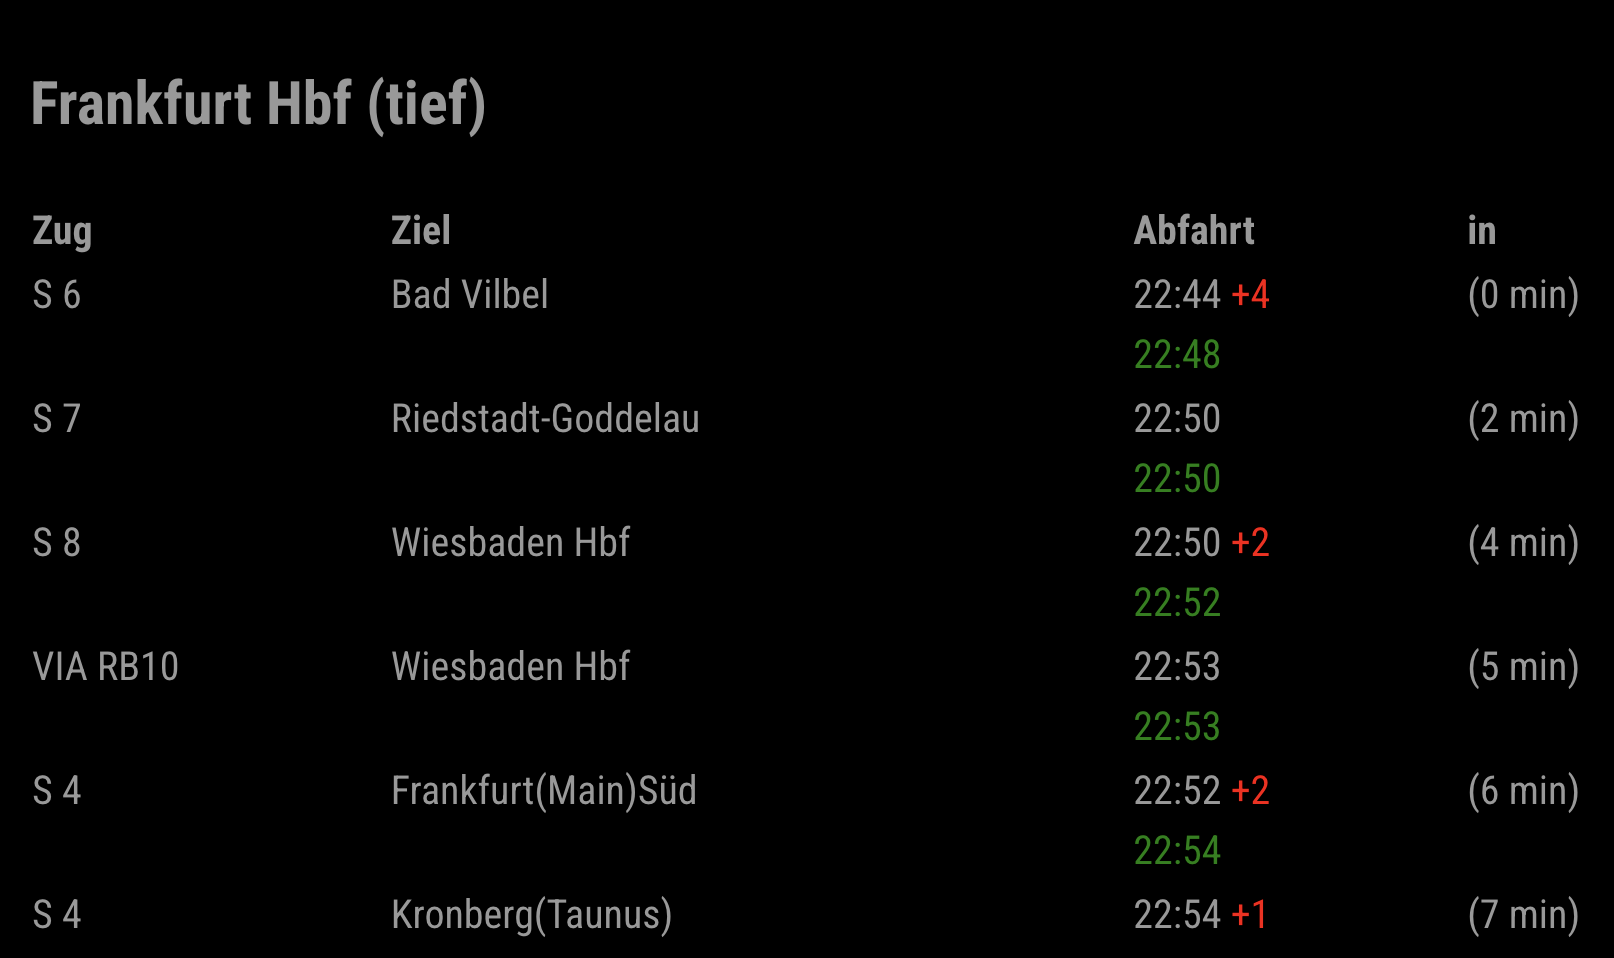 Frankfurt Hbf (tief)
Zug Ziel Abfahrt in
S 6 Bad Vilbel 22:44 +4 (0 min)
22:48
S 7 Riedstadt-Goddelau 22:50 (2 min)
22:50
S 8 Wiesbaden Hbf 22:50 +2 (4 min)
22:52
VIA RB10 Wiesbaden Hbf 22:53 (5 min)
22:53
S 4 Frankfurt(Main)Süd 22:52 +2 (6 min)
22:54
S 4 Kronberg(Taunus) 22:54 +1 (7 min)